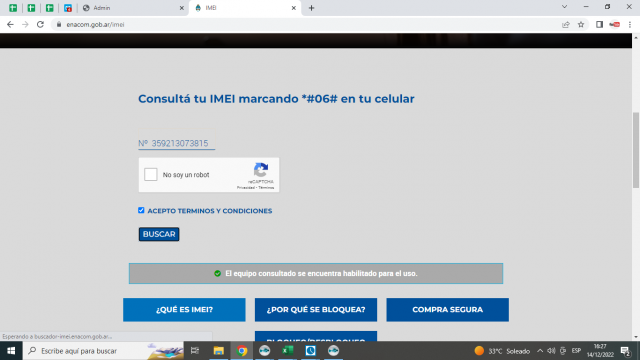 Admin
IMEI
enacom.gob.ar/imei
Consultá tu IMEI marcando *#06# en tu celular
Nº 359213073815
No soy un robot
reCAPTCHA
Privacidad - Términos
ACEPTO TERMINOS Y CONDICIONES
BUSCAR
El equipo consultado se encuentra habilitado para el uso.
¿QUÉ ES IMEI? ¿POR QUÉ SE BLOQUEA? COMPRA SEGURA
BLOQUEO/DESBLOQUEO
Esperando a buscador-imei.enacom.gob.ar...
Escribe aquí para buscar
33°C Soleado
ESP
16:27
14/12/2022